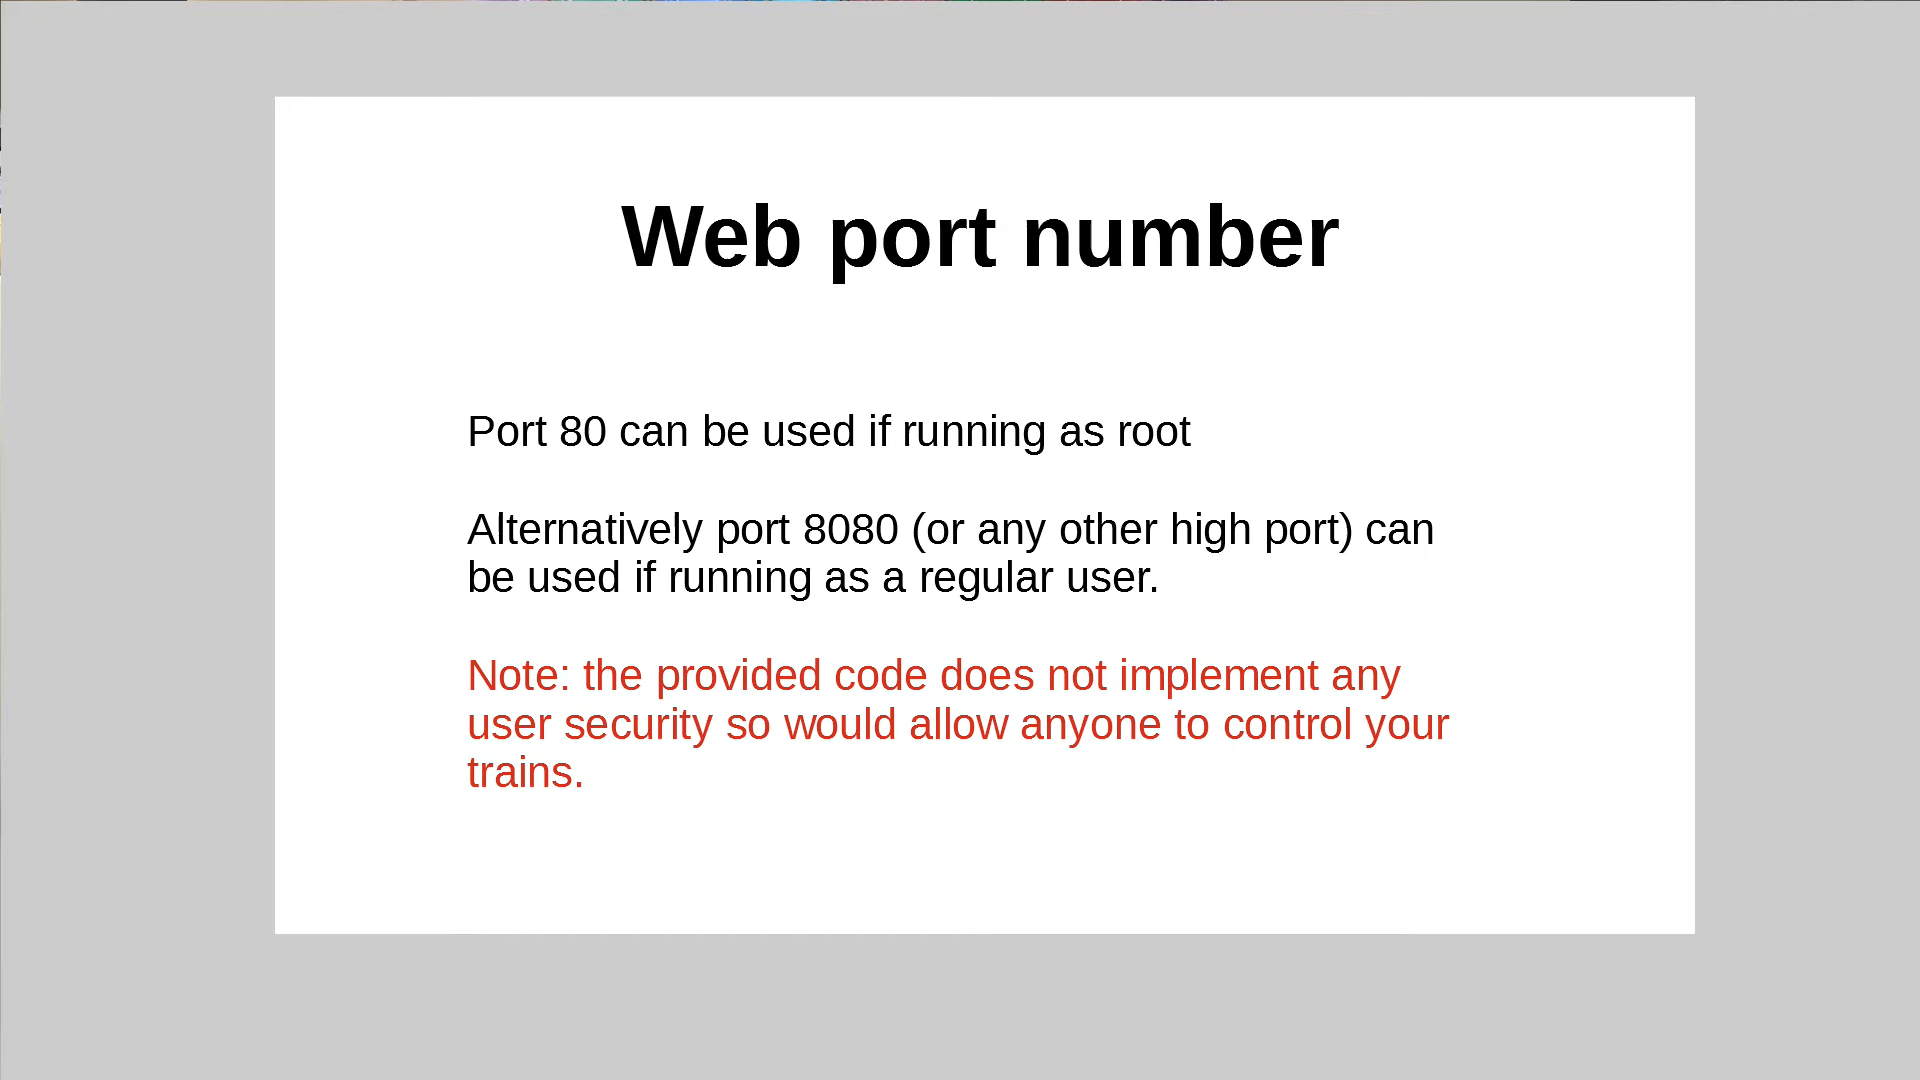 Web port number
Port 80 can be used if running as root
Alternatively port 8080 (or any other high port) can
be used if running as a regular user.
Note: the provided code does not implement any
user security so would allow anyone to control your
trains.